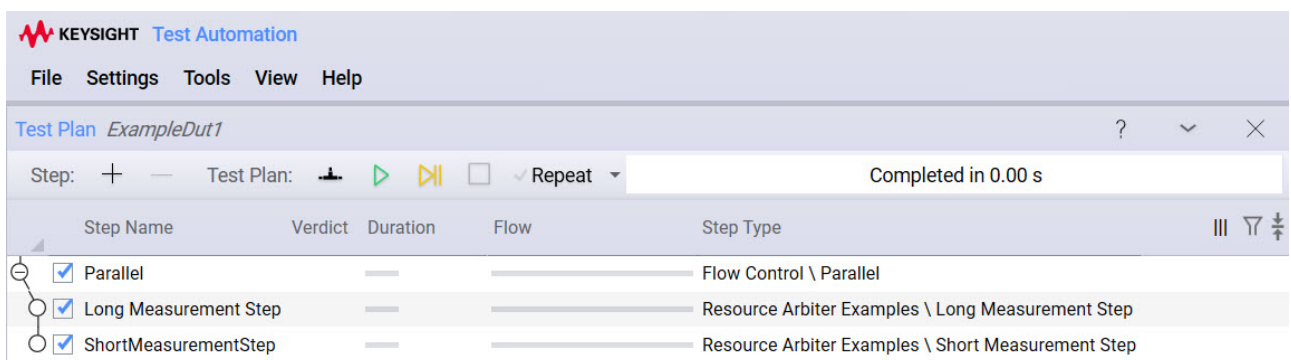 KEYSIGHT Test Automation
File Settings Tools View Help
Test Plan ExampleDut1 ?
Step: Test Plan: Repeat Completed in 0.00 s
Step Name Verdict Duration Flow Step Type
Parallel Flow Control \ Parallel
Long Measurement Step Resource Arbiter Examples \ Long Measurement Step
ShortMeasurementStep Resource Arbiter Examples \ Short Measurement Step